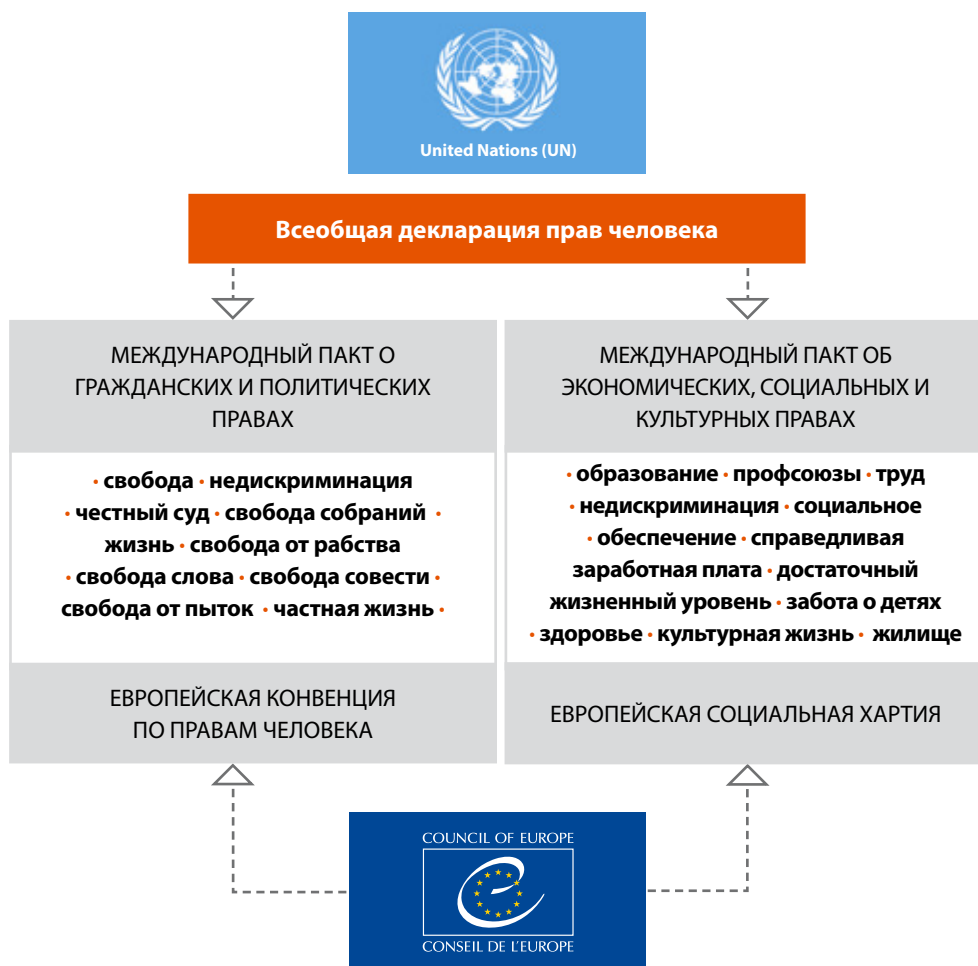 United Nations (UN)
Всеобщая декларация прав человека
МЕЖДУНАРОДНЫЙ ПАКТ О
ГРАЖДАНСКИХ И ПОЛИТИЧЕСКИХ
ПРАВАХ
· свобода · недискриминация
· честный суд · свобода собраний ·
жизнь · свобода от рабства
· свобода слова · свобода совести ·
свобода от пыток · частная жизнь ·
ЕВРОПЕЙСКАЯ КОНВЕНЦИЯ
ПО ПРАВАМ ЧЕЛОВЕКА
МЕЖДУНАРОДНЫЙ ПАКТ ОБ
ЭКОНОМИЧЕСКИХ, СОЦИАЛЬНЫХ И
КУЛЬТУРНЫХ ПРАВАХ
· образование · профсоюзы · труд
· недискриминация · социальное
· обеспечение · справедливая
заработная плата · достаточный
жизненный уровень · забота о детях
· здоровье · культурная жизнь · жилище
ЕВРОПЕЙСКАЯ СОЦИАЛЬНАЯ ХАРТИЯ
COUNCIL OF EUROPE
CONSEIL DE L'EUROPE